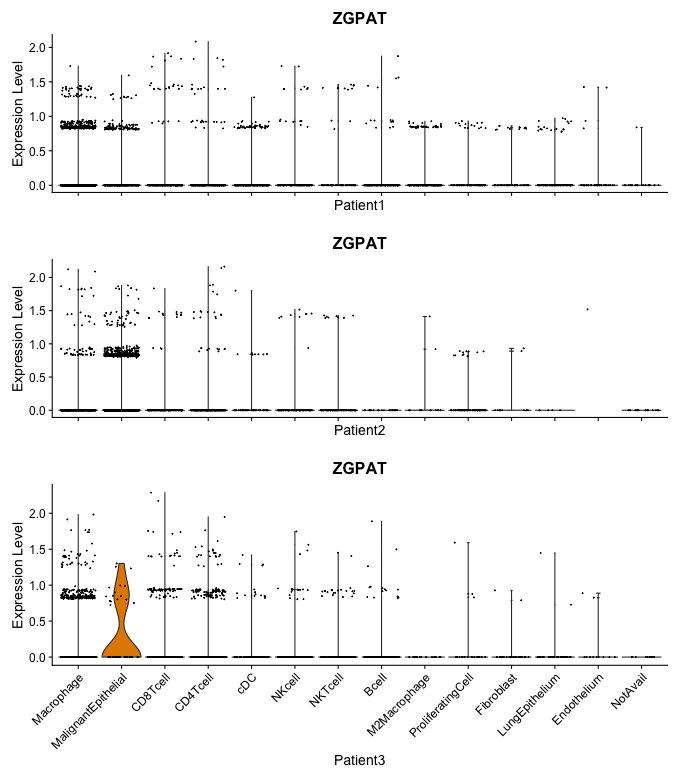 ZGPAT
Expression Level
2.0
1.5
1.0
0.5
0.0
Patient1
ZGPAT
Expression Level
2.0
1.5
1.0
0.5
0.0
Patient2
ZGPAT
Expression Level
2.0
1.5
1.0
0.5
0.0
Macrophage
MalignantEpithelial
CD8Tcell
CD4Tcell
cDC
NKcell
NKTcell
Bcell
M2Macrophage
ProliferatingCell
Fibroblast
LungEpithelium
Endothelium
NotAvail
Patient3